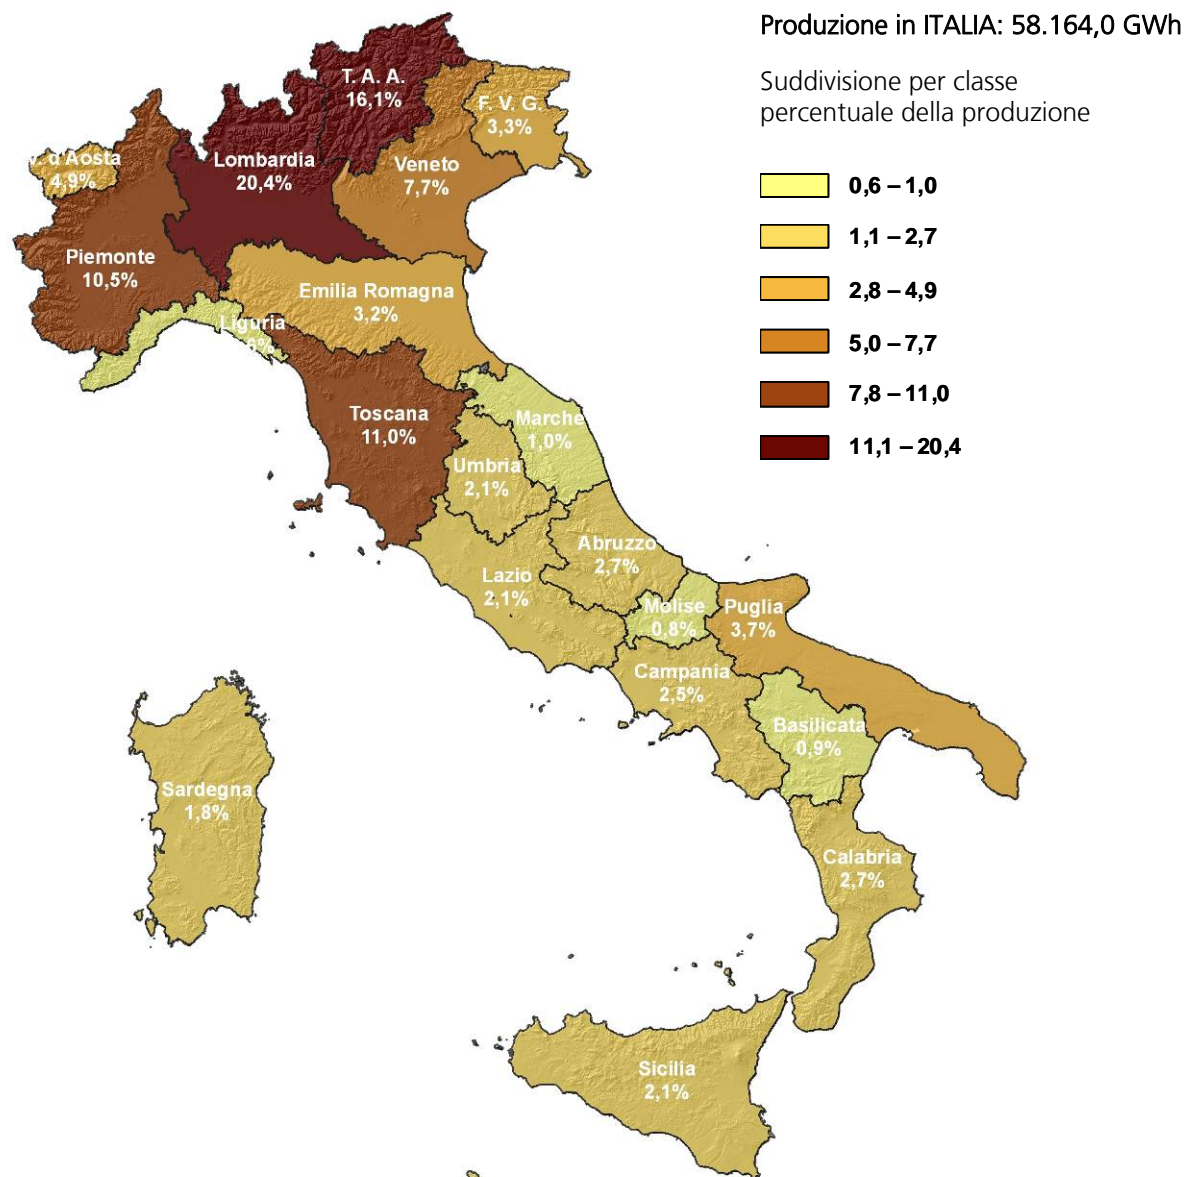 Produzione in ITALIA: 58.164,0 GWh
Suddivisione per classe
percentuale della produzione
0,6 – 1,0
1,1 – 2,7
2,8 – 4,9
5,0 – 7,7
7,8 – 11,0
11,1 – 20,4
T. A. A.
16,1%
F. V. G.
3,3%
V. d'Aosta
4,9%
Lombardia
20,4%
Veneto
7,7%
Piemonte
10,5%
Emilia Romagna
3,2%
Liguria
Toscana
11,0%
Marche
1,0%
Umbria
2,1%
Abruzzo
2,7%
Lazio
2,1%
Molise
0,8%
Puglia
3,7%
Campania
2,5%
Basilicata
0,9%
Sardegna
1,8%
Calabria
2,7%
Sicilia
2,1%